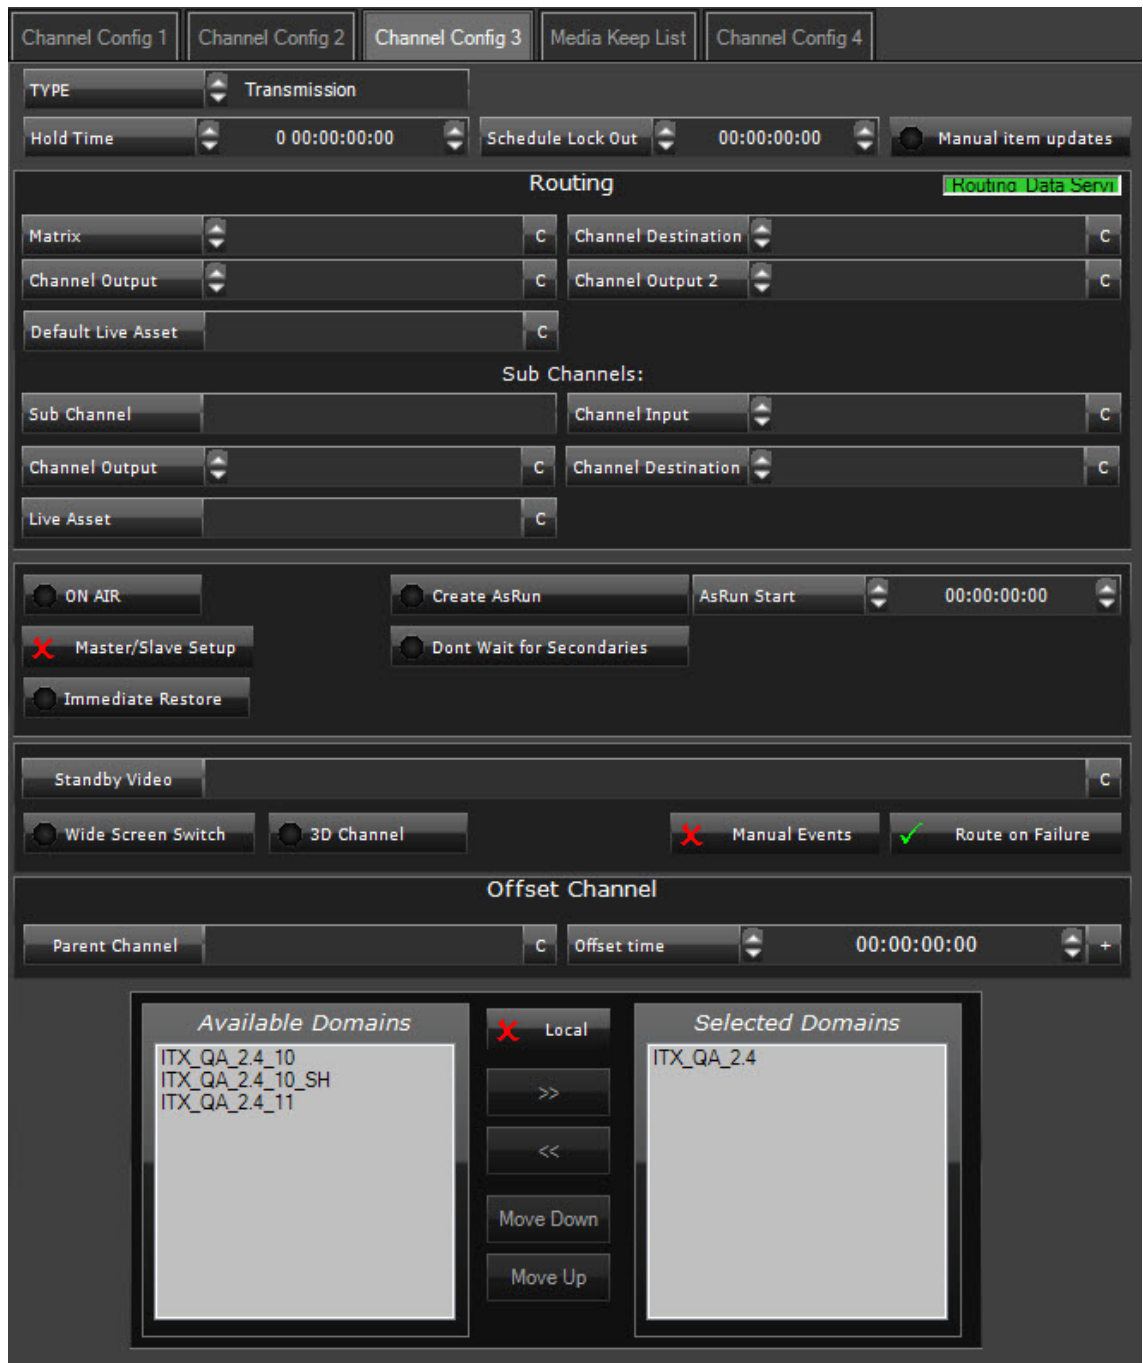 Channel Config 1 Channel Config 2 Channel Config 3 Media Keep List Channel Config 4
TYPE Transmission
Hold Time 0 00:00:00:00 Schedule Lock Out 00:00:00:00 Manual item updates
Routing Routing Data Servi
Matrix C Channel Destination C
Channel Output C Channel Output 2 C
Default Live Asset C
Sub Channels:
Sub Channel Channel Input C
Channel Output C Channel Destination C
Live Asset C
ON AIR Create AsRun AsRun Start 00:00:00:00
Master/Slave Setup Dont Wait for Secondaries
Immediate Restore
Standby Video C
Wide Screen Switch 3D Channel Manual Events Route on Failure
Offset Channel
Parent Channel C Offset time 00:00:00:00 +
Available Domains Local Selected Domains
ITX_QA_2.4_10 ITX_QA_2.4
ITX_QA_2.4_10_SH
ITX_QA_2.4_11
>>
<<
Move Down
Move Up